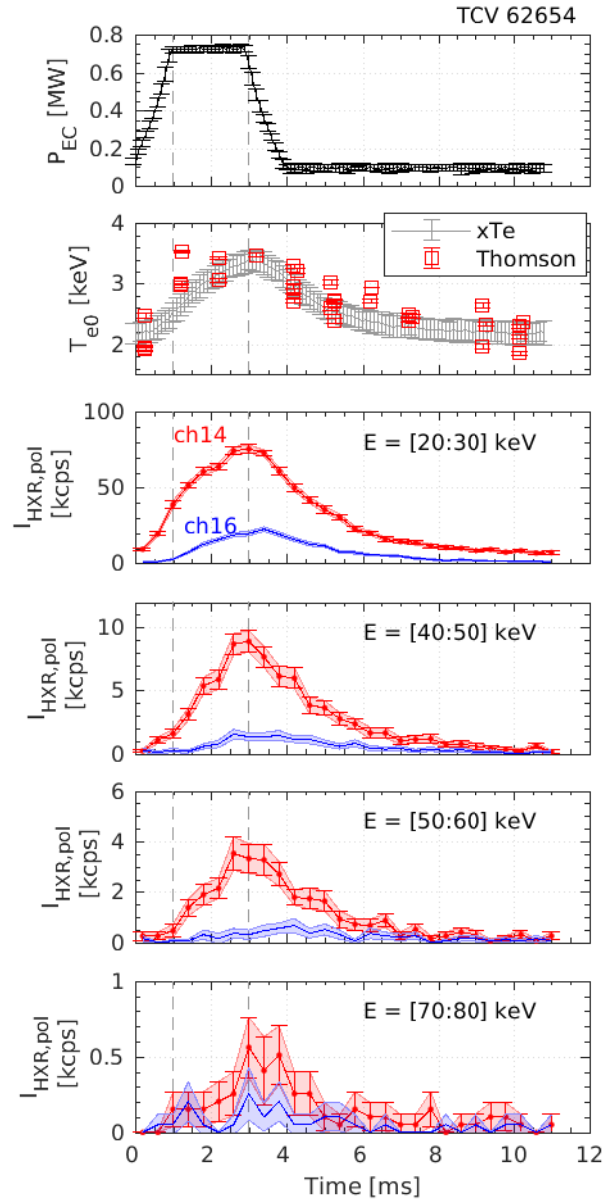 TCV 62654
0.8
0.6
0.4
0.2
0
P_EC [MW]
4
3
2
T_e0 [keV]
xTe
Thomson
100
50
0
I_HXR,pol
[kcps]
ch14
ch16
E = [20:30] keV
10
5
0
I_HXR,pol
[kcps]
E = [40:50] keV
6
4
2
0
I_HXR,pol
[kcps]
E = [50:60] keV
1
0.5
0
I_HXR,pol
[kcps]
E = [70:80] keV
0 2 4 6 8 10 12
Time [ms]